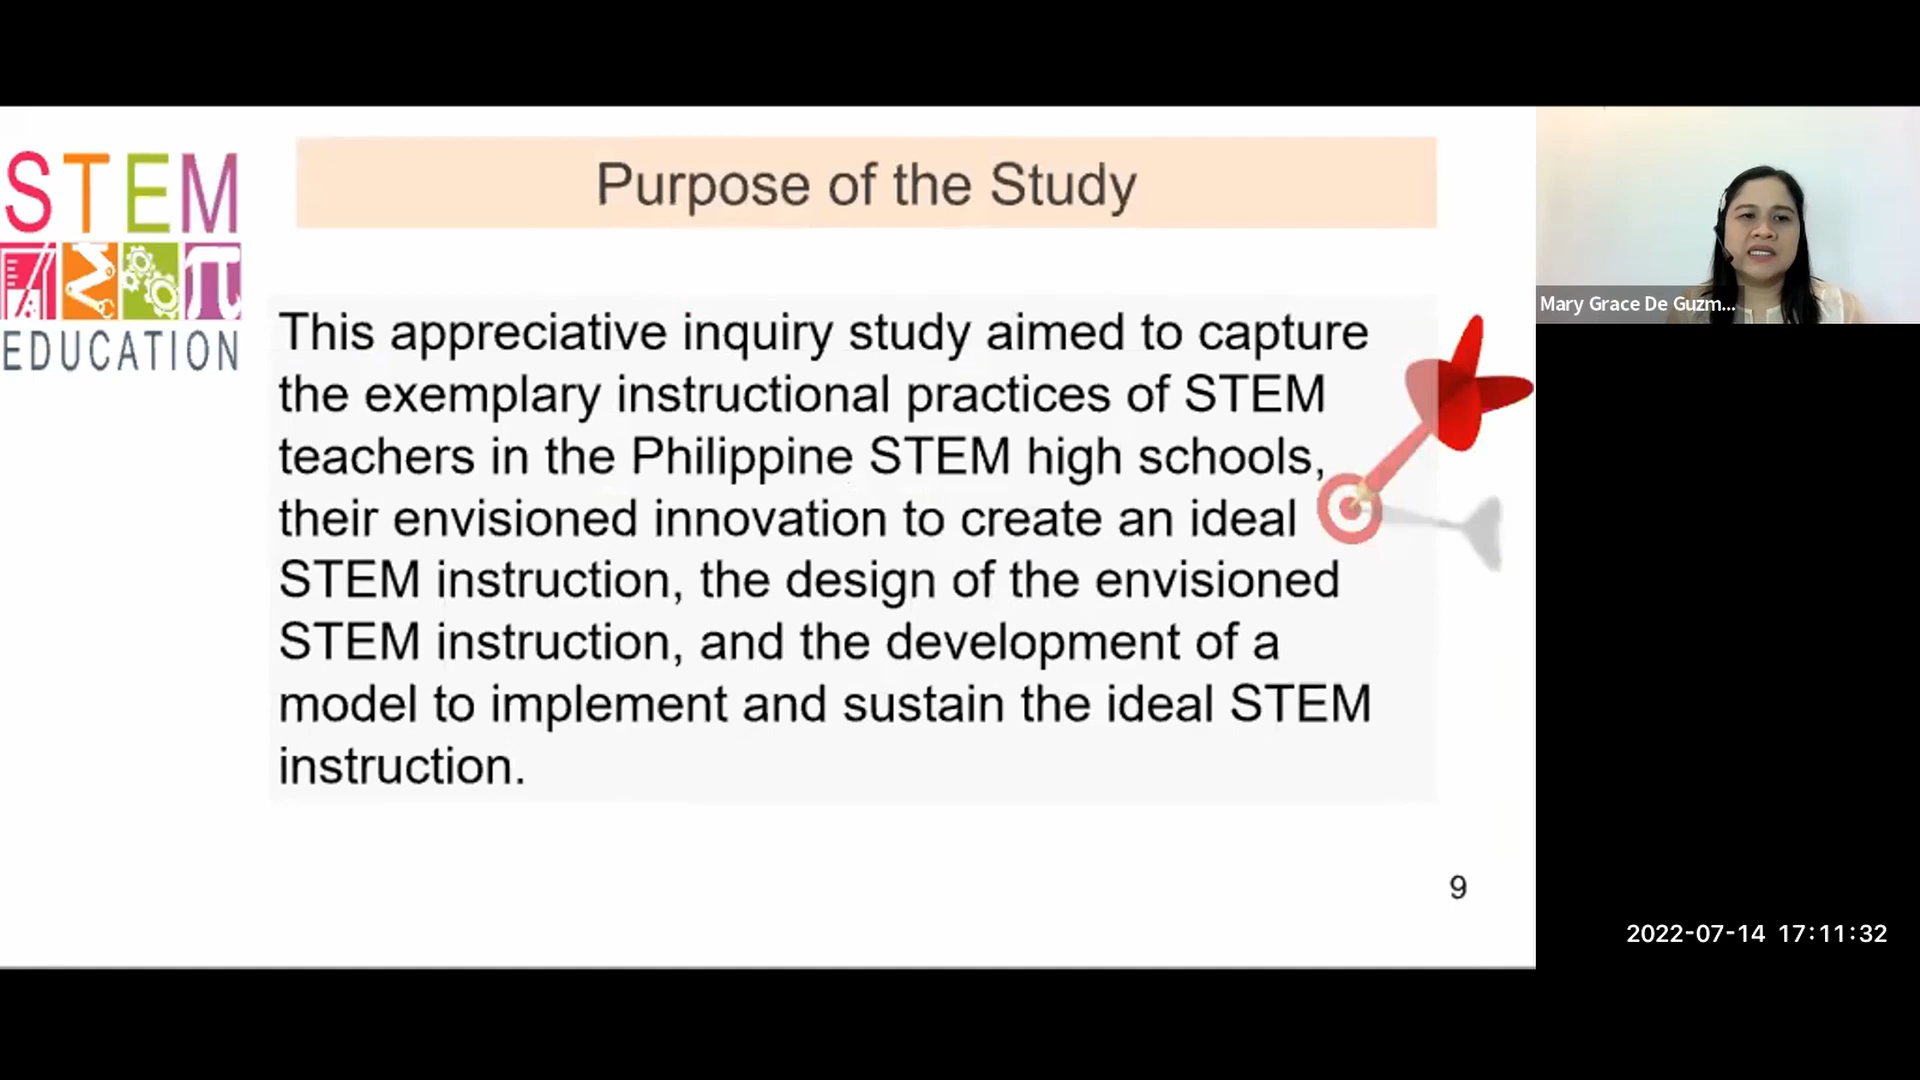 STEM
EDUCATION
Purpose of the Study
This appreciative inquiry study aimed to capture
the exemplary instructional practices of STEM
teachers in the Philippine STEM high schools,
their envisioned innovation to create an ideal
STEM instruction, the design of the envisioned
STEM instruction, and the development of a
model to implement and sustain the ideal STEM
instruction.
9
Mary Grace De Guzm...
2022-07-14 17:11:32